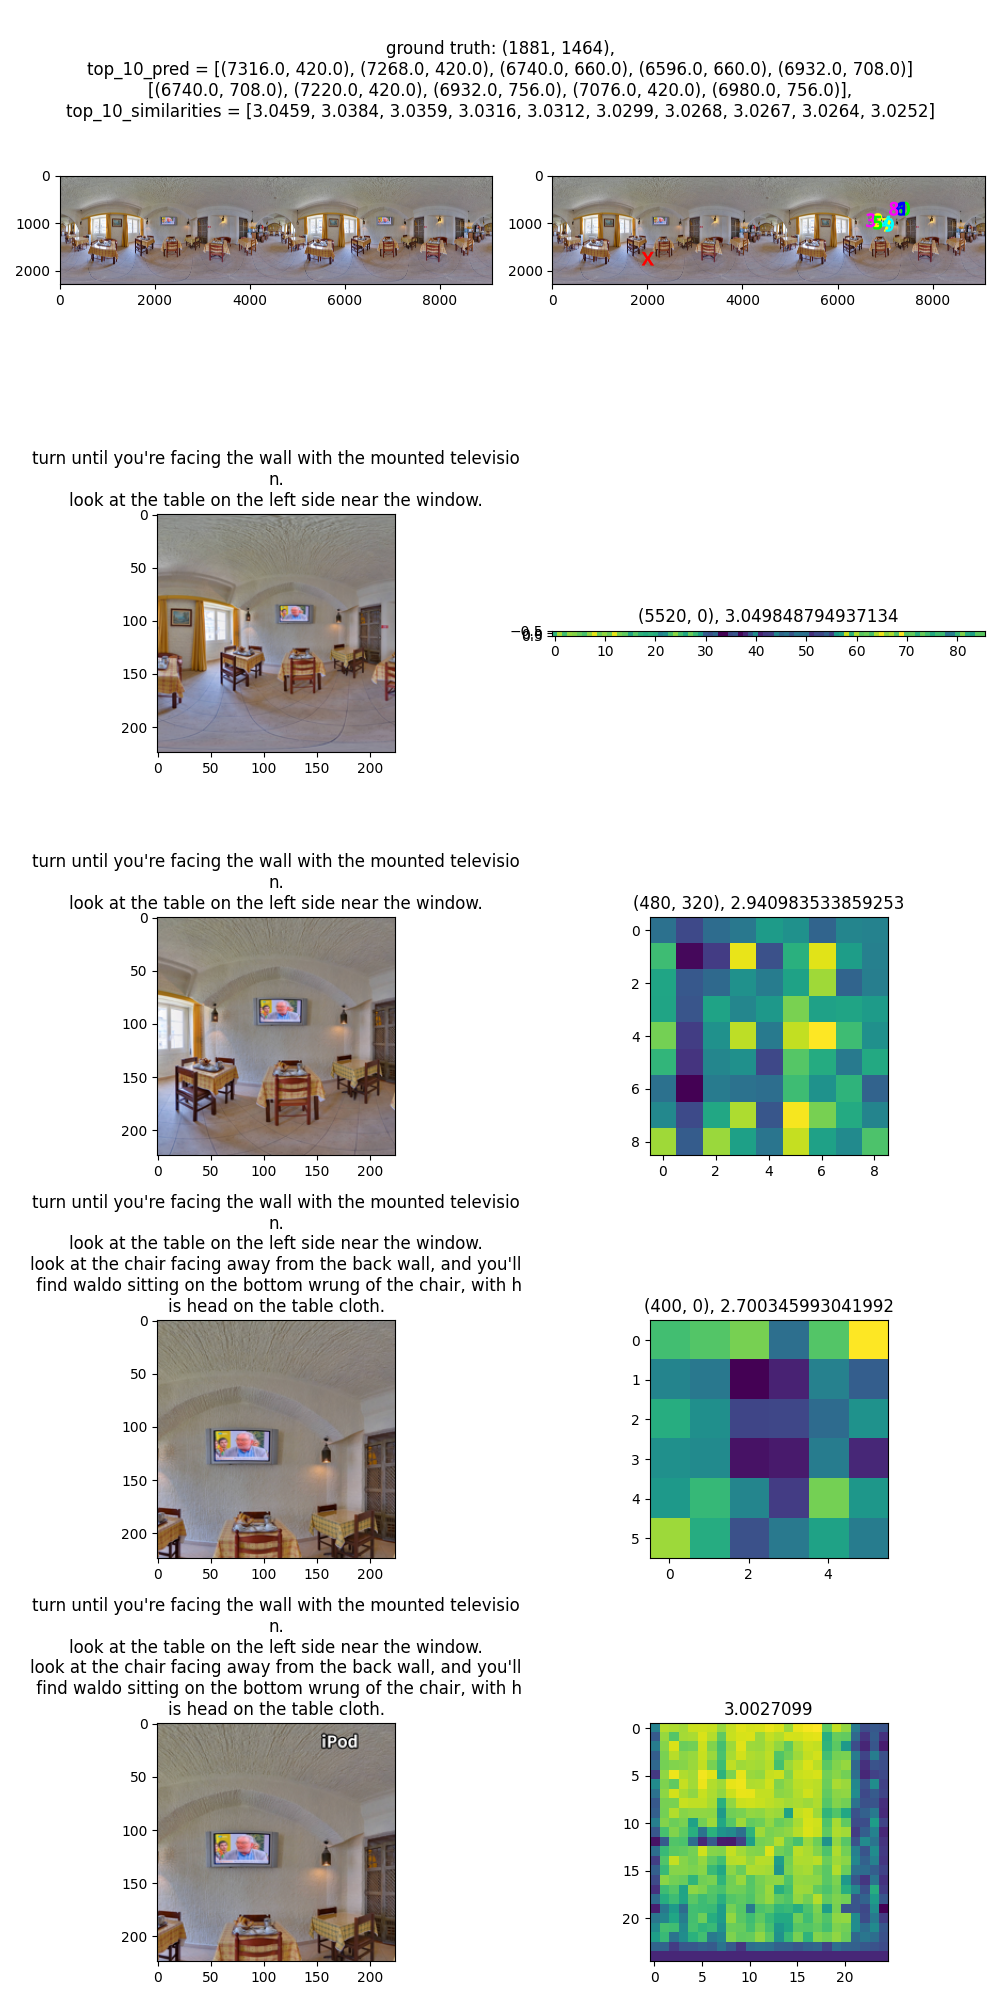 ground truth: (1881, 1464),
top_10_pred = [(7316.0, 420.0), (7268.0, 420.0), (6740.0, 660.0), (6596.0, 660.0), (6932.0, 708.0)]
[(6740.0, 708.0), (7220.0, 420.0), (6932.0, 756.0), (7076.0, 420.0), (6980.0, 756.0)],
top_10_similarities = [3.0459, 3.0384, 3.0359, 3.0316, 3.0312, 3.0299, 3.0268, 3.0267, 3.0264, 3.0252]
0
1000
2000
0 2000 4000 6000 8000
0
1000
2000
X
0 2000 4000 6000 8000
turn until you're facing the wall with the mounted televisio
n.
look at the table on the left side near the window.
0
50
100
150
200
0 50 100 150 200
(5520, 0), 3.049848794937134
0 10 20 30 40 50 60 70 80
turn until you're facing the wall with the mounted televisio
n.
look at the table on the left side near the window.
0
50
100
150
200
0 50 100 150 200
(480, 320), 2.940983533859253
0
2
4
6
8
0 2 4 6 8
turn until you're facing the wall with the mounted televisio
n.
look at the table on the left side near the window.
look at the chair facing away from the back wall, and you'll
find waldo sitting on the bottom wrung of the chair, with h
is head on the table cloth.
0
50
100
150
200
0 50 100 150 200
(400, 0), 2.700345993041992
0
1
2
3
4
5
0 2 4
turn until you're facing the wall with the mounted televisio
n.
look at the table on the left side near the window.
look at the chair facing away from the back wall, and you'll
find waldo sitting on the bottom wrung of the chair, with h
is head on the table cloth.
0
50
100
150
200
iPod
0 50 100 150 200
3.0027099
0
5
10
15
20
0 5 10 15 20